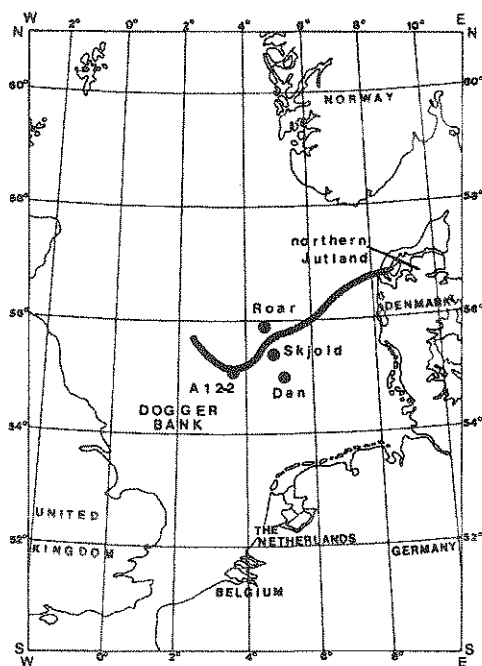 W 2° 0° 2° 4° 6° 8° 10° E
N N
60° 60°
NORWAY
58° 58°
northern
Jutland
Roar
DENMARK
56° 56°
Skjold
A12-2
Dan
DOGGER
BANK
54° 54°
UNITED
KINGDOM
THE
NETHERLANDS
52° 52°
GERMANY
BELGIUM
S S
W 0° 2° 4° 6° 8° E